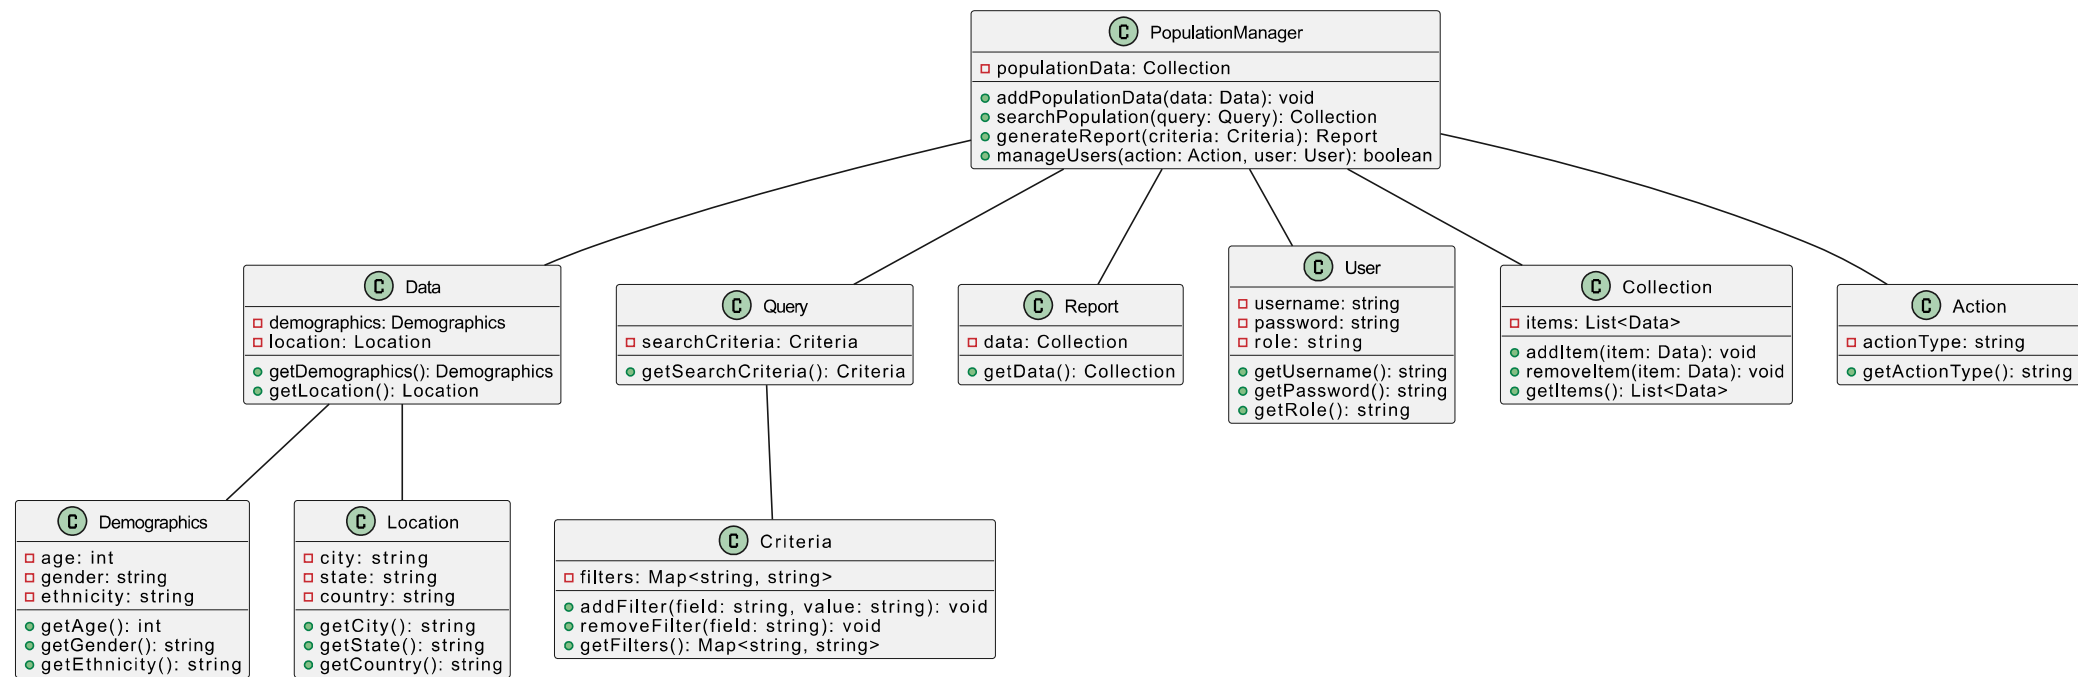 C PopulationManager
populationData: Collection
addPopulationData(data: Data): void
searchPopulation(query: Query): Collection
generateReport(criteria: Criteria): Report
manageUsers(action: Action, user: User): boolean
C Data
demographics: Demographics
location: Location
getDemographics(): Demographics
getLocation(): Location
C Query
searchCriteria: Criteria
getSearchCriteria(): Criteria
C Report
data: Collection
getData(): Collection
C User
username: string
password: string
role: string
getUsername(): string
getPassword(): string
getRole(): string
C Collection
items: List<Data>
addItem(item: Data): void
removeItem(item: Data): void
getItems(): List<Data>
C Action
actionType: string
getActionType(): string
C Demographics
age: int
gender: string
ethnicity: string
getAge(): int
getGender(): string
getEthnicity(): string
C Location
city: string
state: string
country: string
getCity(): string
getState(): string
getCountry(): string
C Criteria
filters: Map<string, string>
addFilter(field: string, value: string): void
removeFilter(field: string): void
getFilters(): Map<string, string>